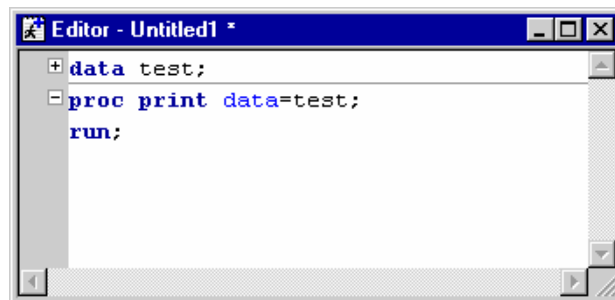 Editor - Untitled1 *
data test;
proc print data=test;
run;